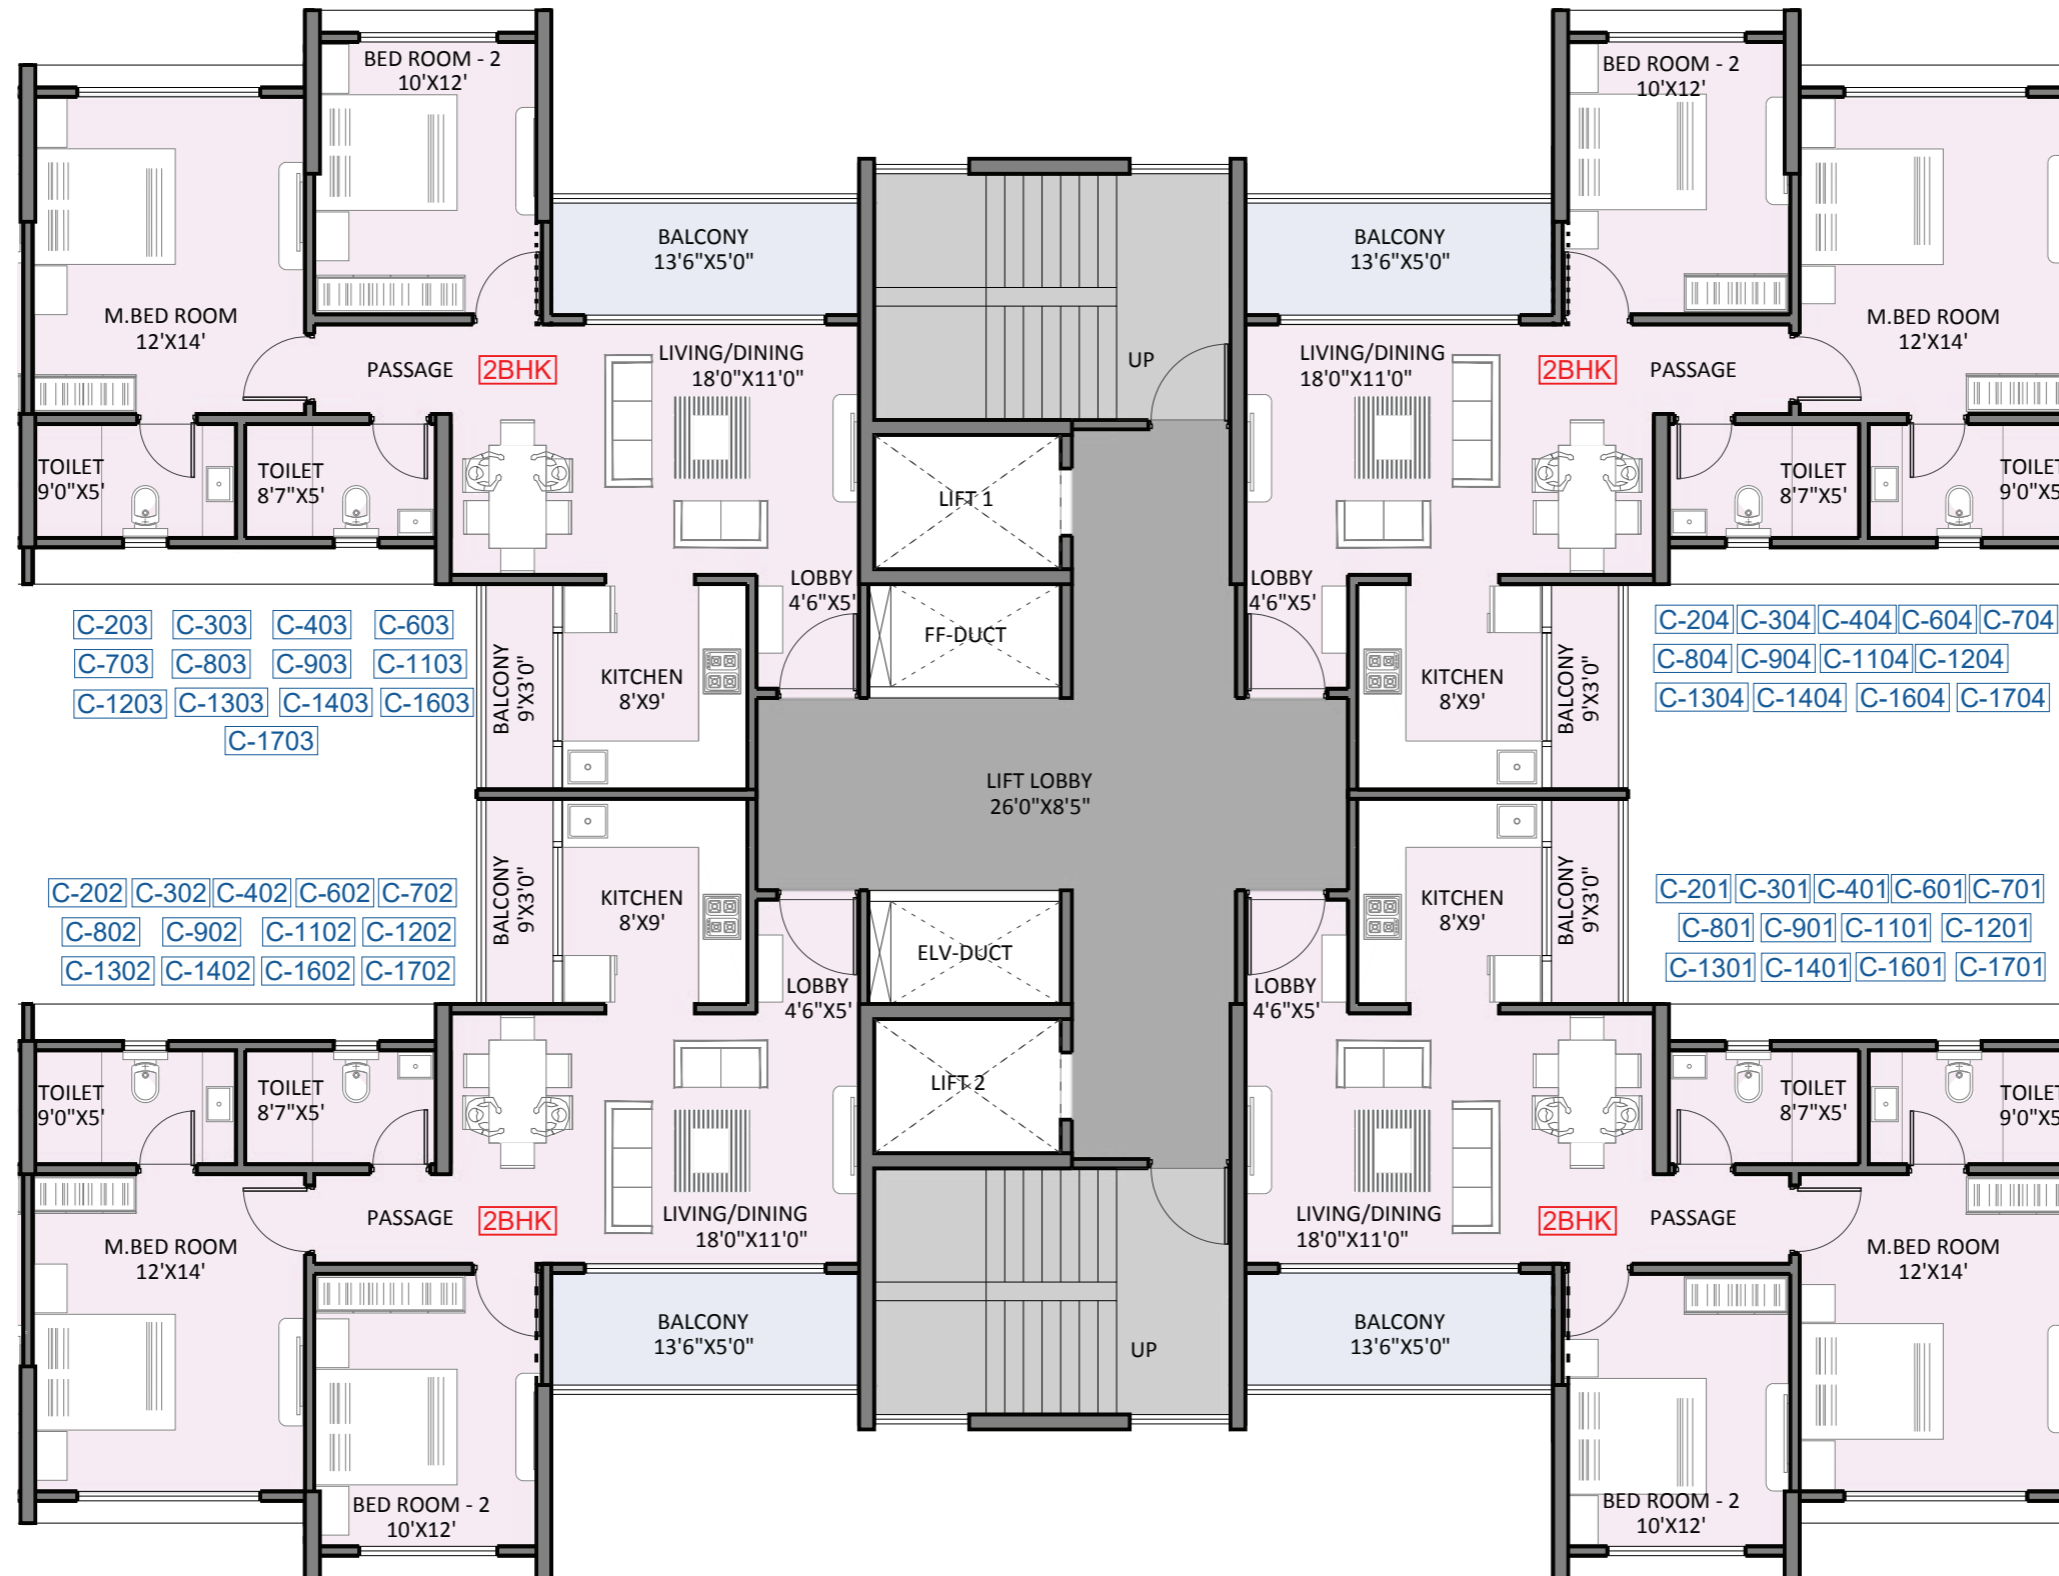 BED ROOM - 2
10'X12'
BED ROOM - 2
10'X12'
BALCONY
13'6"X5'0"
BALCONY
13'6"X5'0"
M.BED ROOM
12'X14'
M.BED ROOM
12'X14'
PASSAGE
2BHK
LIVING/DINING
18'0"X11'0"
UP
LIVING/DINING
18'0"X11'0"
2BHK
PASSAGE
TOILET
9'0"X5'
TOILET
8'7"X5'
LIFT 1
TOILET
8'7"X5'
TOILET
9'0"X5
LOBBY
4'6"X5'
LOBBY
4'6"X5'
FF-DUCT
C-203 C-303 C-403 C-603
C-703 C-803 C-903 C-1103
C-1203 C-1303 C-1403 C-1603
C-1703
BALCONY
9'X3'0"
KITCHEN
8'X9'
KITCHEN
8'X9'
BALCONY
9'X3'0"
C-204 C-304 C-404 C-604 C-704
C-804 C-904 C-1104 C-1204
C-1304 C-1404 C-1604 C-1704
LIFT LOBBY
26'0"X8'5"
C-202 C-302 C-402 C-602 C-702
C-802 C-902 C-1102 C-1202
C-1302 C-1402 C-1602 C-1702
BALCONY
9'X3'0"
KITCHEN
8'X9'
KITCHEN
8'X9'
BALCONY
9'X3'0"
C-201 C-301 C-401 C-601 C-701
C-801 C-901 C-1101 C-1201
C-1301 C-1401 C-1601 C-1701
ELV-DUCT
LOBBY
4'6"X5'
LOBBY
4'6"X5'
TOILET
9'0"X5'
TOILET
8'7"X5'
LIFT 2
TOILET
8'7"X5'
TOILET
9'0"X5
PASSAGE
2BHK
LIVING/DINING
18'0"X11'0"
LIVING/DINING
18'0"X11'0"
2BHK
PASSAGE
M.BED ROOM
12'X14'
M.BED ROOM
12'X14'
BALCONY
13'6"X5'0"
UP
BALCONY
13'6"X5'0"
BED ROOM - 2
10'X12'
BED ROOM - 2
10'X12'